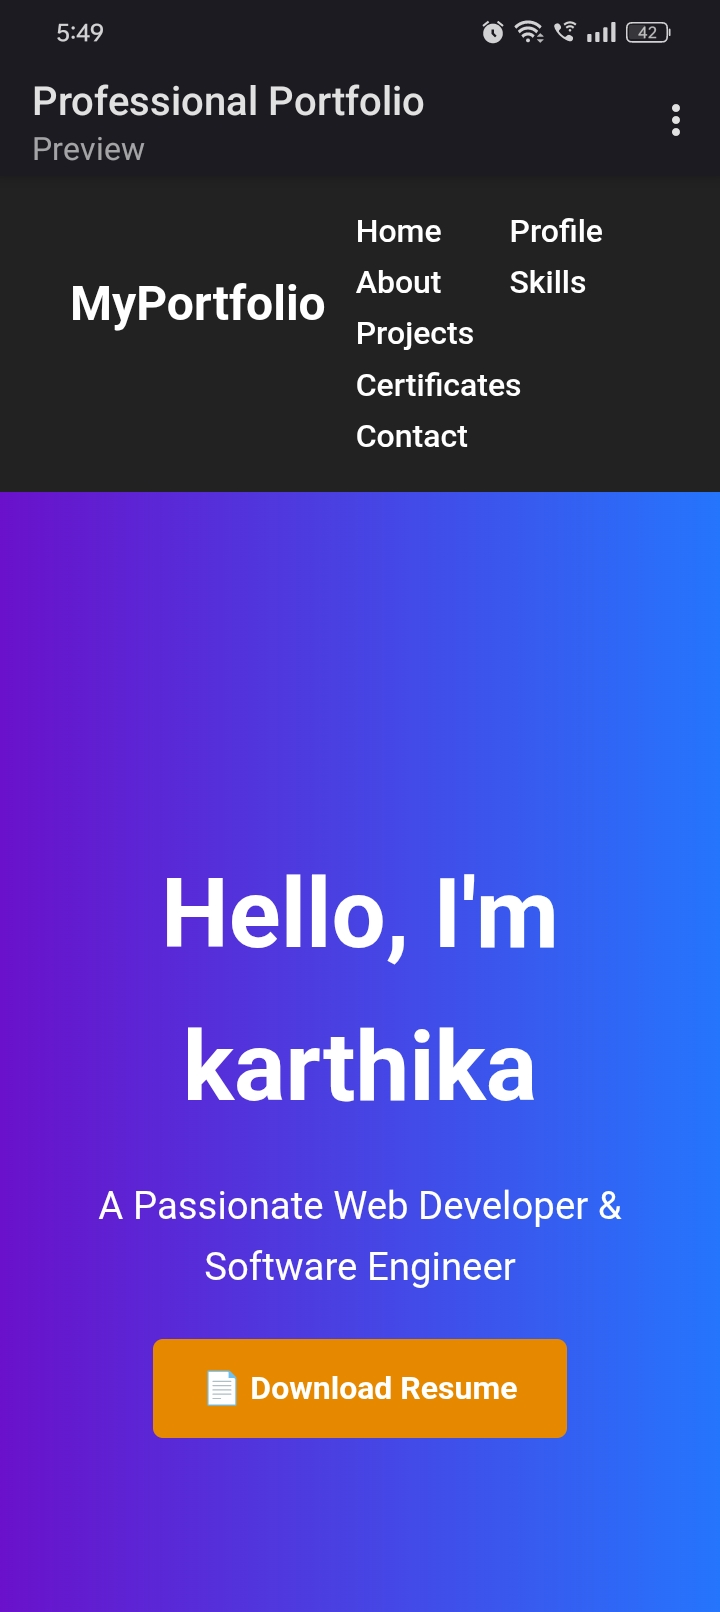 5:49
42
Professional Portfolio
Preview
MyPortfolio
Home Profile
About Skills
Projects
Certificates
Contact
Hello, I'm
karthika
A Passionate Web Developer &
Software Engineer
Download Resume